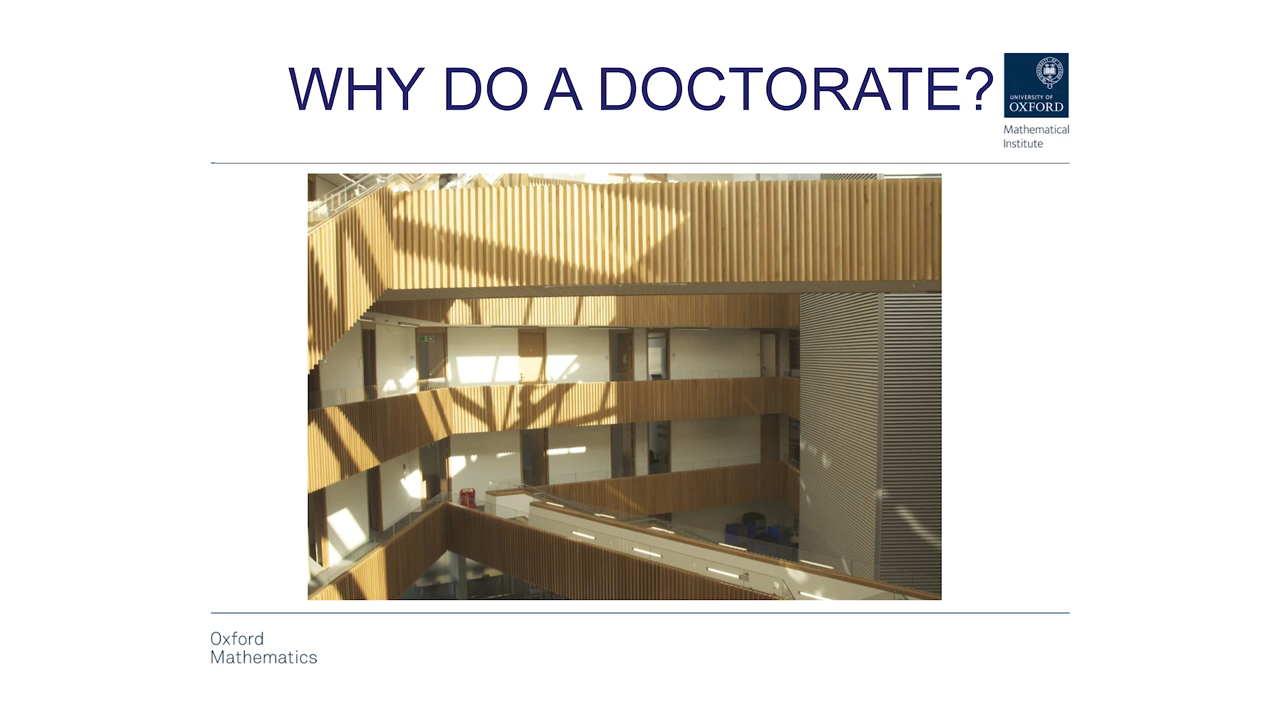 WHY DO A DOCTORATE?
UNIVERSITY OF
OXFORD
Mathematical
Institute
Oxford
Mathematics